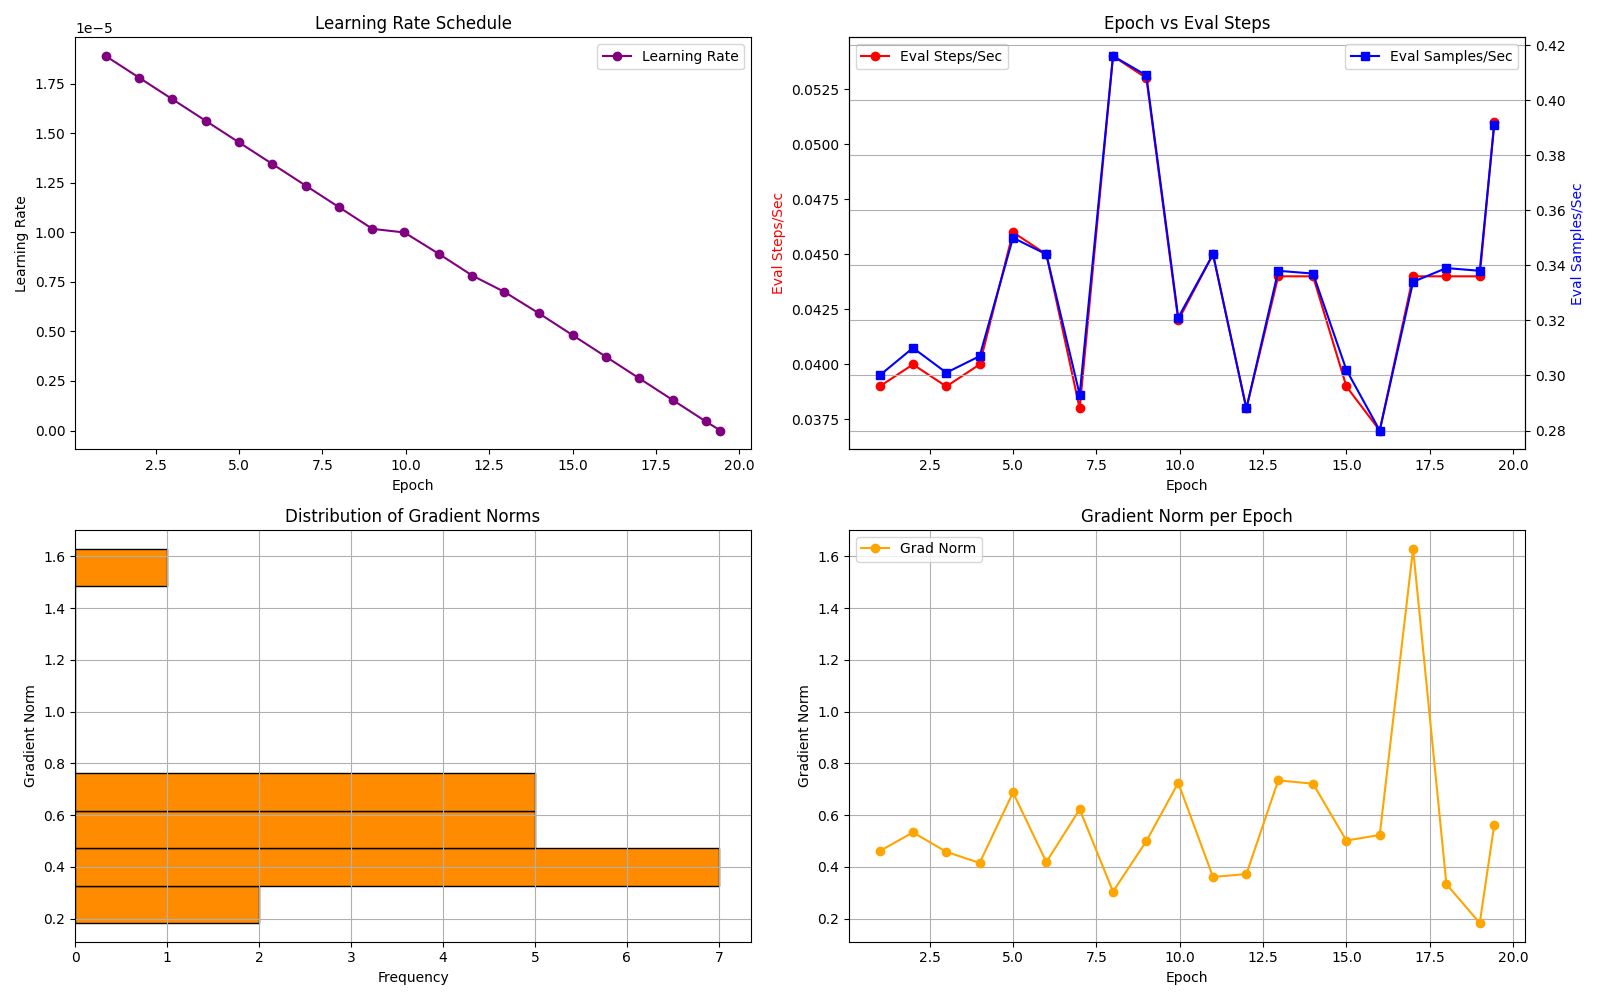 Learning Rate Schedule
1e−5
Learning Rate
1.75
1.50
1.25
1.00
0.75
0.50
0.25
0.00
Learning Rate
2.5 5.0 7.5 10.0 12.5 15.0 17.5 20.0
Epoch
Epoch vs Eval Steps
Eval Steps/Sec
Eval Samples/Sec
0.0525
0.0500
0.0475
0.0450
0.0425
0.0400
0.0375
Eval Steps/Sec
0.42
0.40
0.38
0.36
0.34
0.32
0.30
0.28
Eval Samples/Sec
2.5 5.0 7.5 10.0 12.5 15.0 17.5 20.0
Epoch
Distribution of Gradient Norms
1.6
1.4
1.2
1.0
0.8
0.6
0.4
0.2
Gradient Norm
0 1 2 3 4 5 6 7
Frequency
Gradient Norm per Epoch
Grad Norm
1.6
1.4
1.2
1.0
0.8
0.6
0.4
0.2
Gradient Norm
2.5 5.0 7.5 10.0 12.5 15.0 17.5 20.0
Epoch